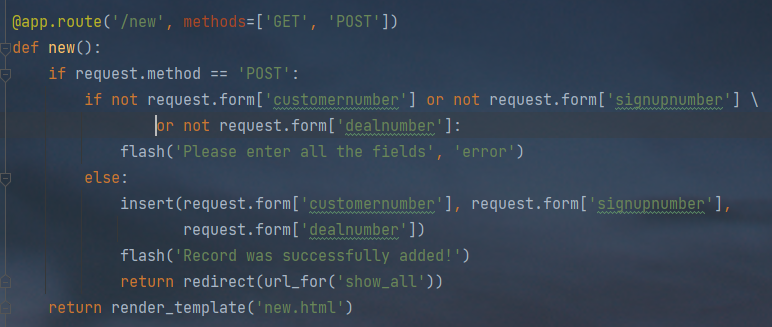 @app.route('/new', methods=['GET', 'POST'])
def new():
    if request.method == 'POST':
        if not request.form['customernumber'] or not request.form['signupnumber'] \
                or not request.form['dealnumber']:
            flash('Please enter all the fields', 'error')
        else:
            insert(request.form['customernumber'], request.form['signupnumber'],
                   request.form['dealnumber'])
            flash('Record was successfully added!')
            return redirect(url_for('show_all'))
    return render_template('new.html')